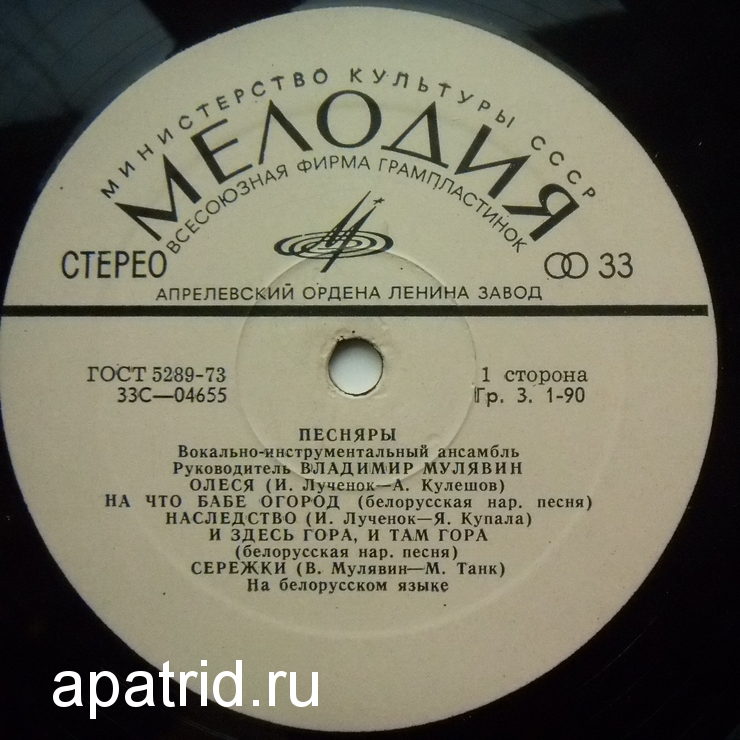 МИНИСТЕРСТВО КУЛЬТУРЫ СССР
МЕЛОДИЯ
ВСЕСОЮЗНАЯ ФИРМА ГРАМПЛАСТИНОК
СТЕРЕО
33
АПРЕЛЕВСКИЙ ОРДЕНА ЛЕНИНА ЗАВОД
ГОСТ 5289-73
1 сторона
33С—04655
Гр. 3. 1-90
ПЕСНЯРЫ
Вокально-инструментальный ансамбль
Руководитель ВЛАДИМИР МУЛЯВИН
ОЛЕСЯ (И. Лученок—А. Кулешов)
НА ЧТО БАБЕ ОГОРОД (белорусская нар. песня)
НАСЛЕДСТВО (И. Лученок—Я. Купала)
И ЗДЕСЬ ГОРА, И ТАМ ГОРА
(белорусская нар. песня)
СЕРЕЖКИ (В. Мулявин—М. Танк)
На белорусском языке
apatrid.ru